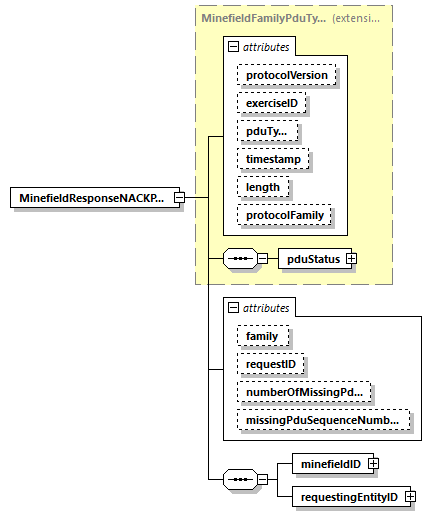 MinefieldFamilyPduTy... (extensi...
attributes
protocolVersion
exerciseID
pduTy...
timestamp
length
protocolFamily
MinefieldResponseNACKP...
pduStatus
attributes
family
requestID
numberOfMissingPd...
missingPduSequenceNumb...
minefieldID
requestingEntityID